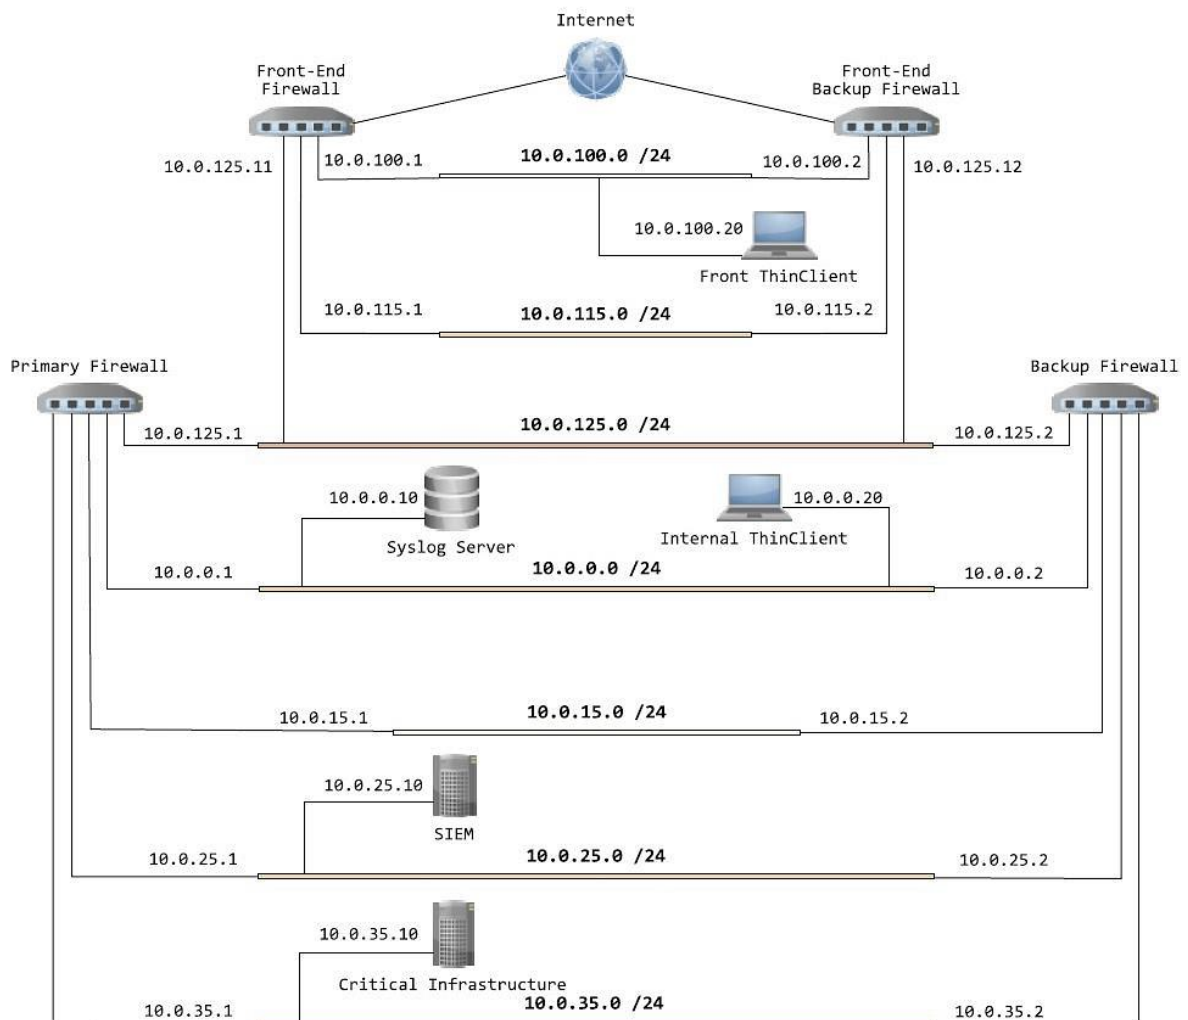 Internet
Front-End
Firewall
Front-End
Backup Firewall
10.0.125.11
10.0.100.1
10.0.100.0 /24
10.0.100.2
10.0.125.12
10.0.100.20
Front ThinClient
10.0.115.1
10.0.115.0 /24
10.0.115.2
Primary Firewall
Backup Firewall
10.0.125.1
10.0.125.0 /24
10.0.125.2
10.0.0.10
Syslog Server
10.0.0.20
Internal ThinClient
10.0.0.1
10.0.0.0 /24
10.0.0.2
10.0.15.1
10.0.15.0 /24
10.0.15.2
10.0.25.10
SIEM
10.0.25.1
10.0.25.0 /24
10.0.25.2
10.0.35.10
Critical Infrastructure
10.0.35.1
10.0.35.0 /24
10.0.35.2